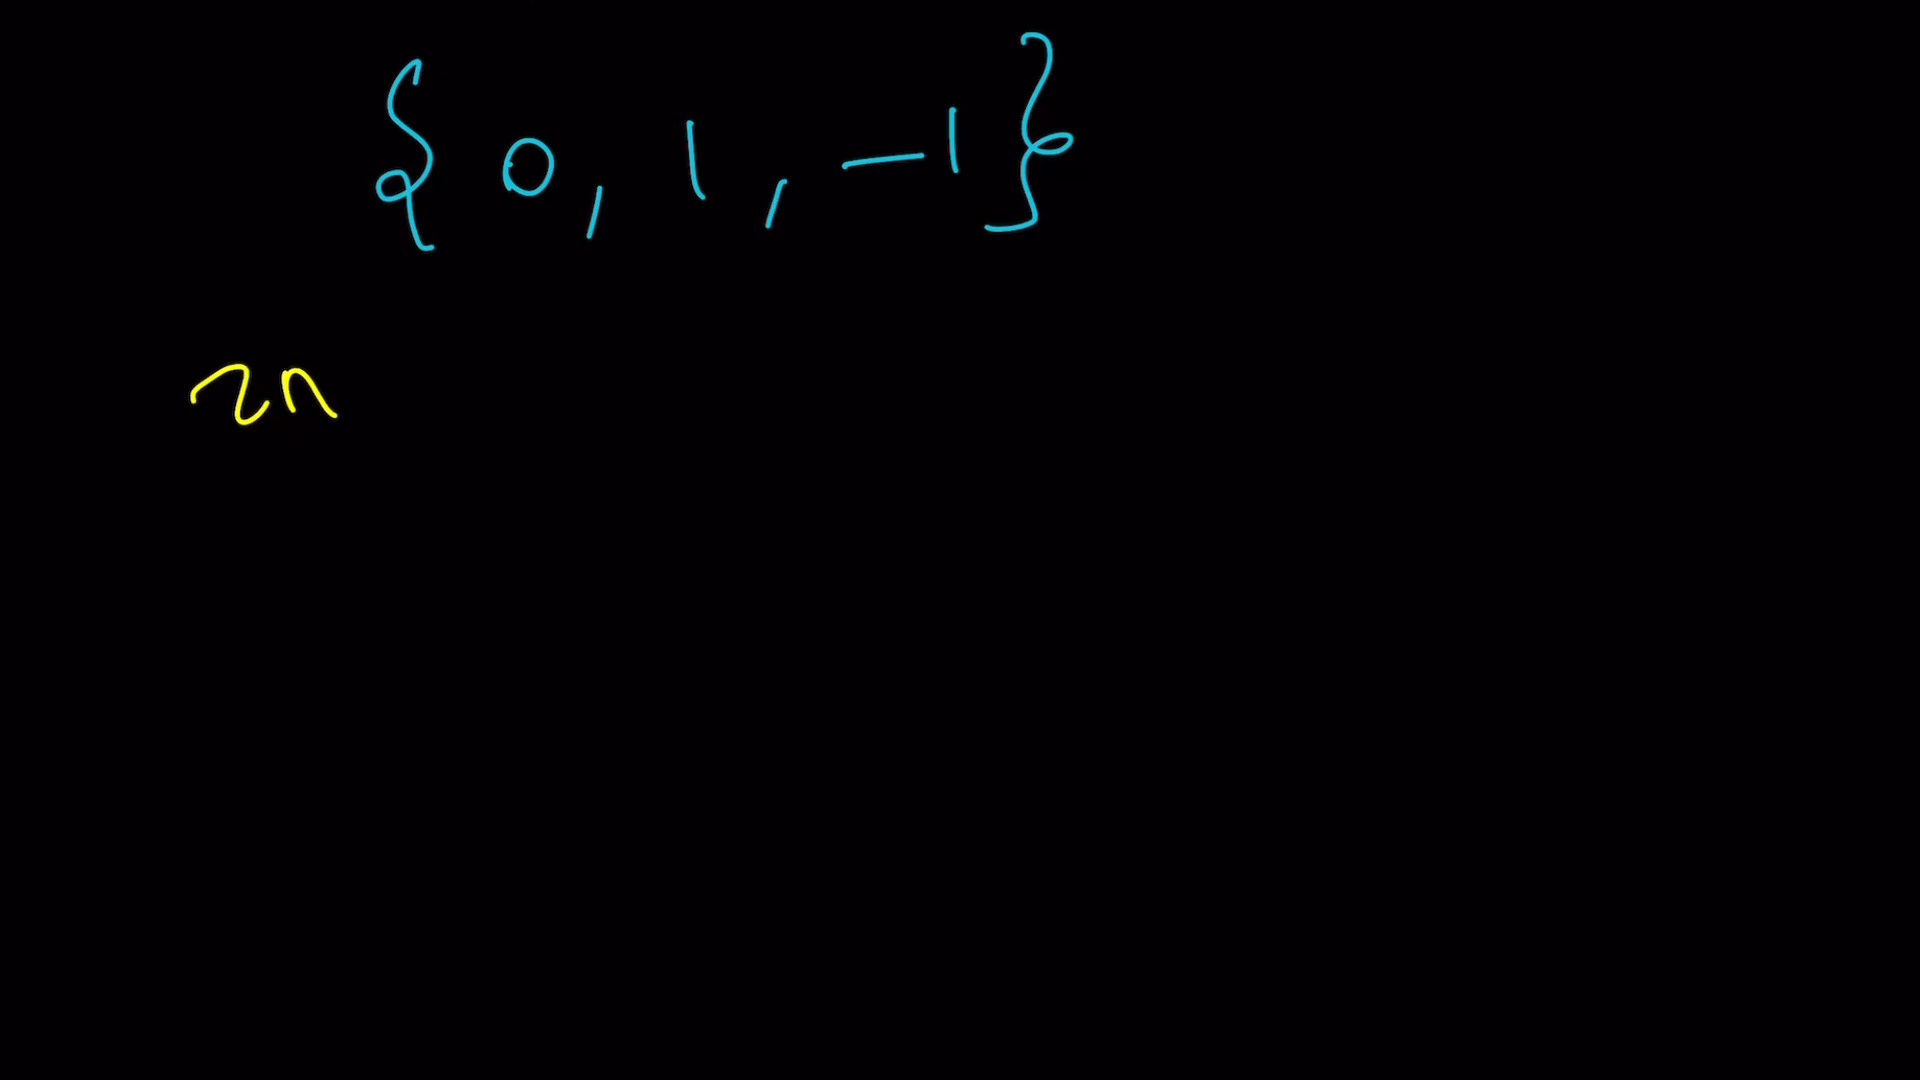 { 0, 1, -1 }
2n